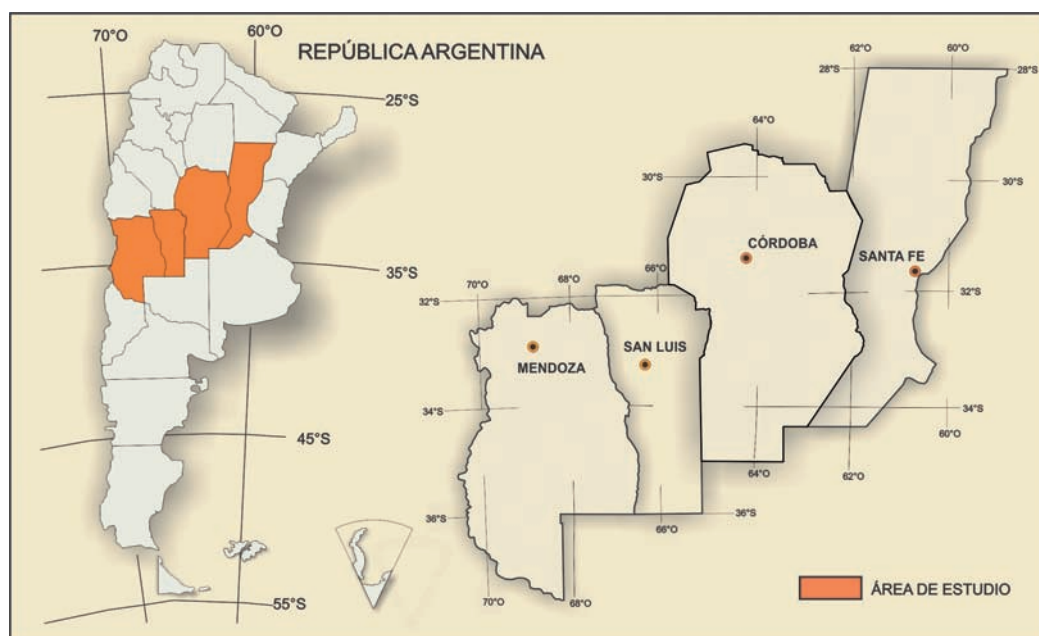 REPÚBLICA ARGENTINA
70°O
60°O
25°S
35°S
45°S
55°S
62°O
60°O
28°S
28°S
64°O
30°S
30°S
CÓRDOBA
SANTA FE
66°O
68°O
70°O
32°S
32°S
SAN LUIS
MENDOZA
34°S
34°S
60°O
64°O
62°O
36°S
36°S
66°O
70°O
68°O
ÁREA DE ESTUDIO